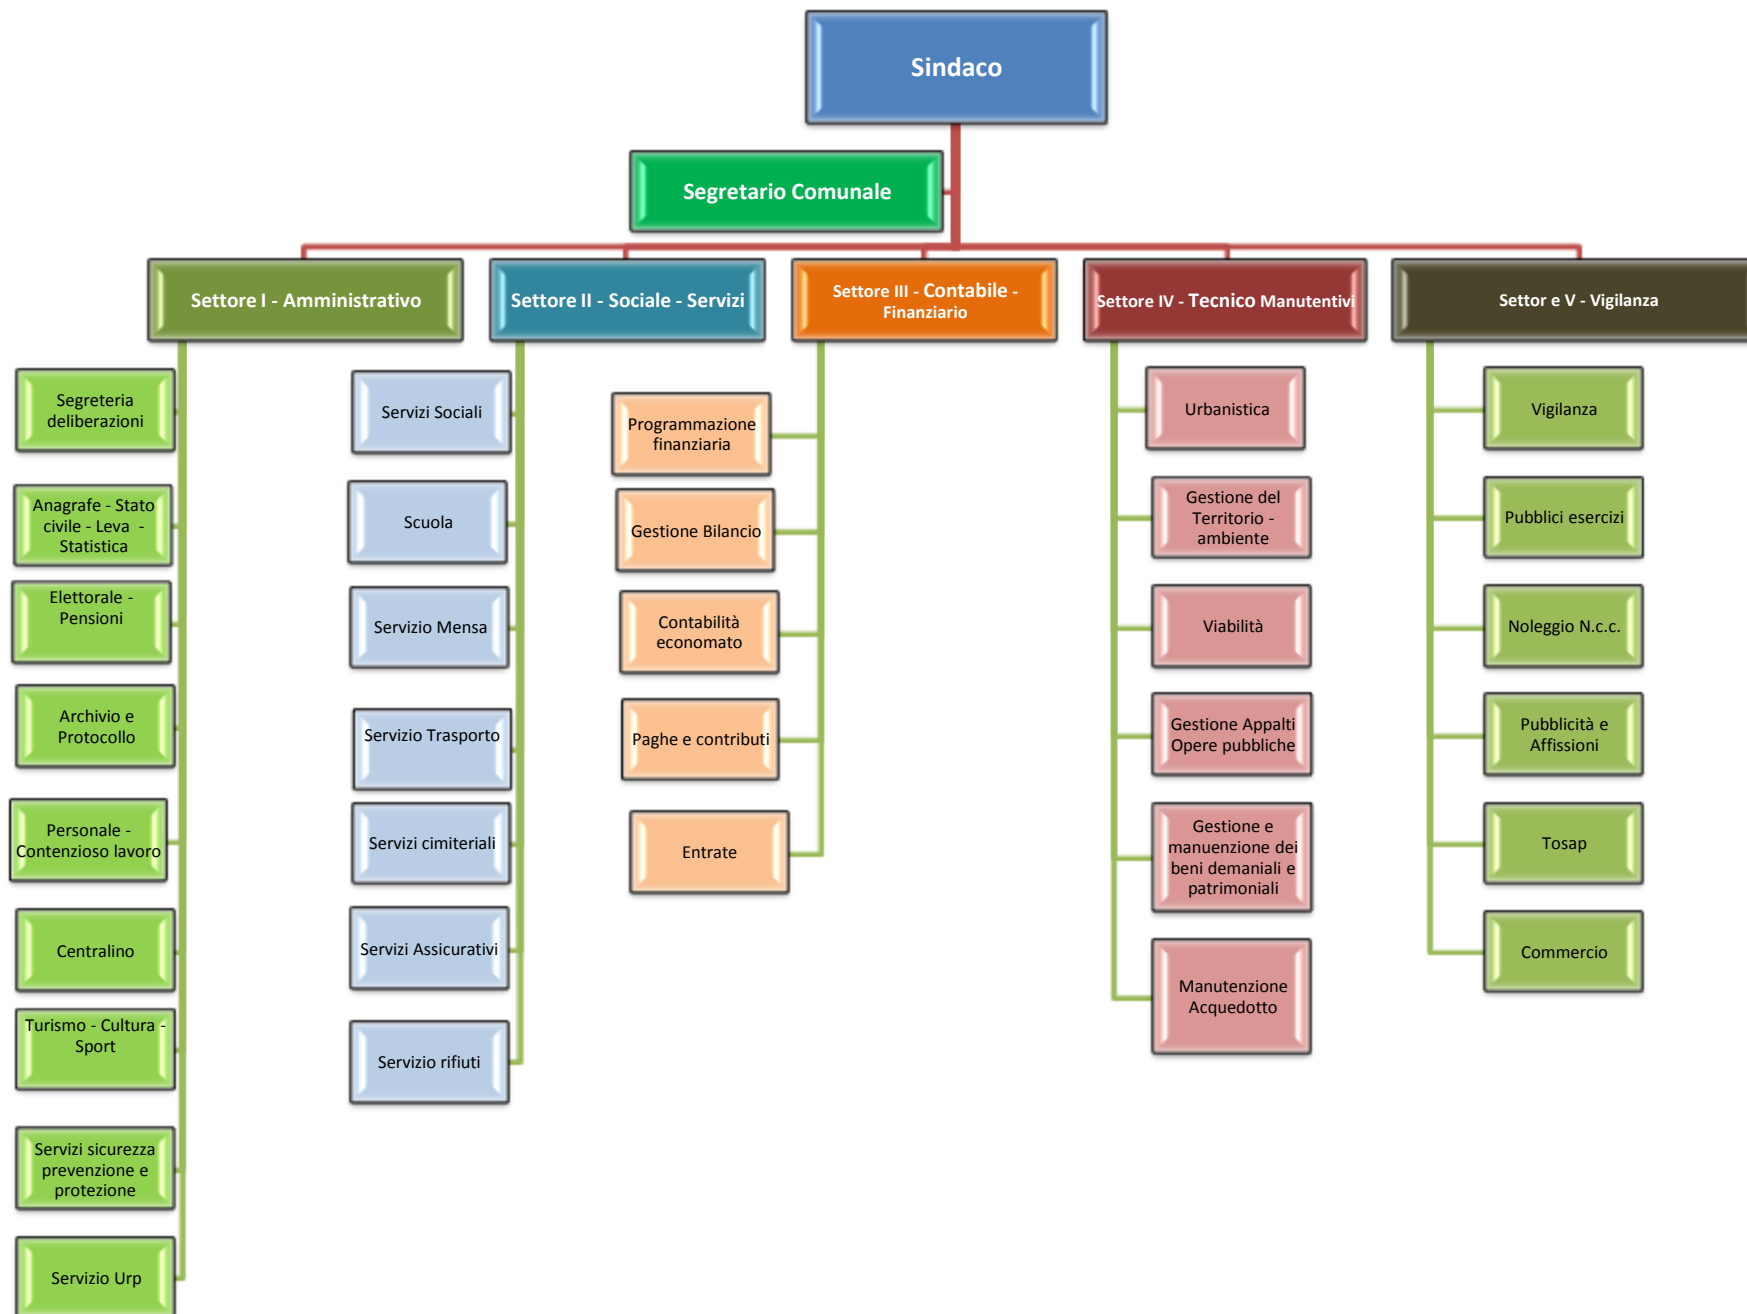 Sindaco
Segretario Comunale
Settore I - Amministrativo
Segreteria
deliberazioni
Anagrafe - Stato
civile - Leva  -
Statistica
Elettorale -
Pensioni
Archivio e
Protocollo
Personale -
Contenzioso lavoro
Centralino
Turismo - Cultura -
Sport
Servizi sicurezza
prevenzione e
protezione
Servizio Urp
Settore II - Sociale - Servizi
Servizi Sociali
Scuola
Servizio Mensa
Servizio Trasporto
Servizi cimiteriali
Servizi Assicurativi
Servizio rifiuti
Settore III - Contabile -
Finanziario
Programmazione
finanziaria
Gestione Bilancio
Contabilità
economato
Paghe e contributi
Entrate
Settore IV - Tecnico Manutentivi
Urbanistica
Gestione del
Territorio -
ambiente
Viabilità
Gestione Appalti
Opere pubbliche
Gestione e
manuenzione dei
beni demaniali e
patrimoniali
Manutenzione
Acquedotto
Settor e V - Vigilanza
Vigilanza
Pubblici esercizi
Noleggio N.c.c.
Pubblicità e
Affissioni
Tosap
Commercio